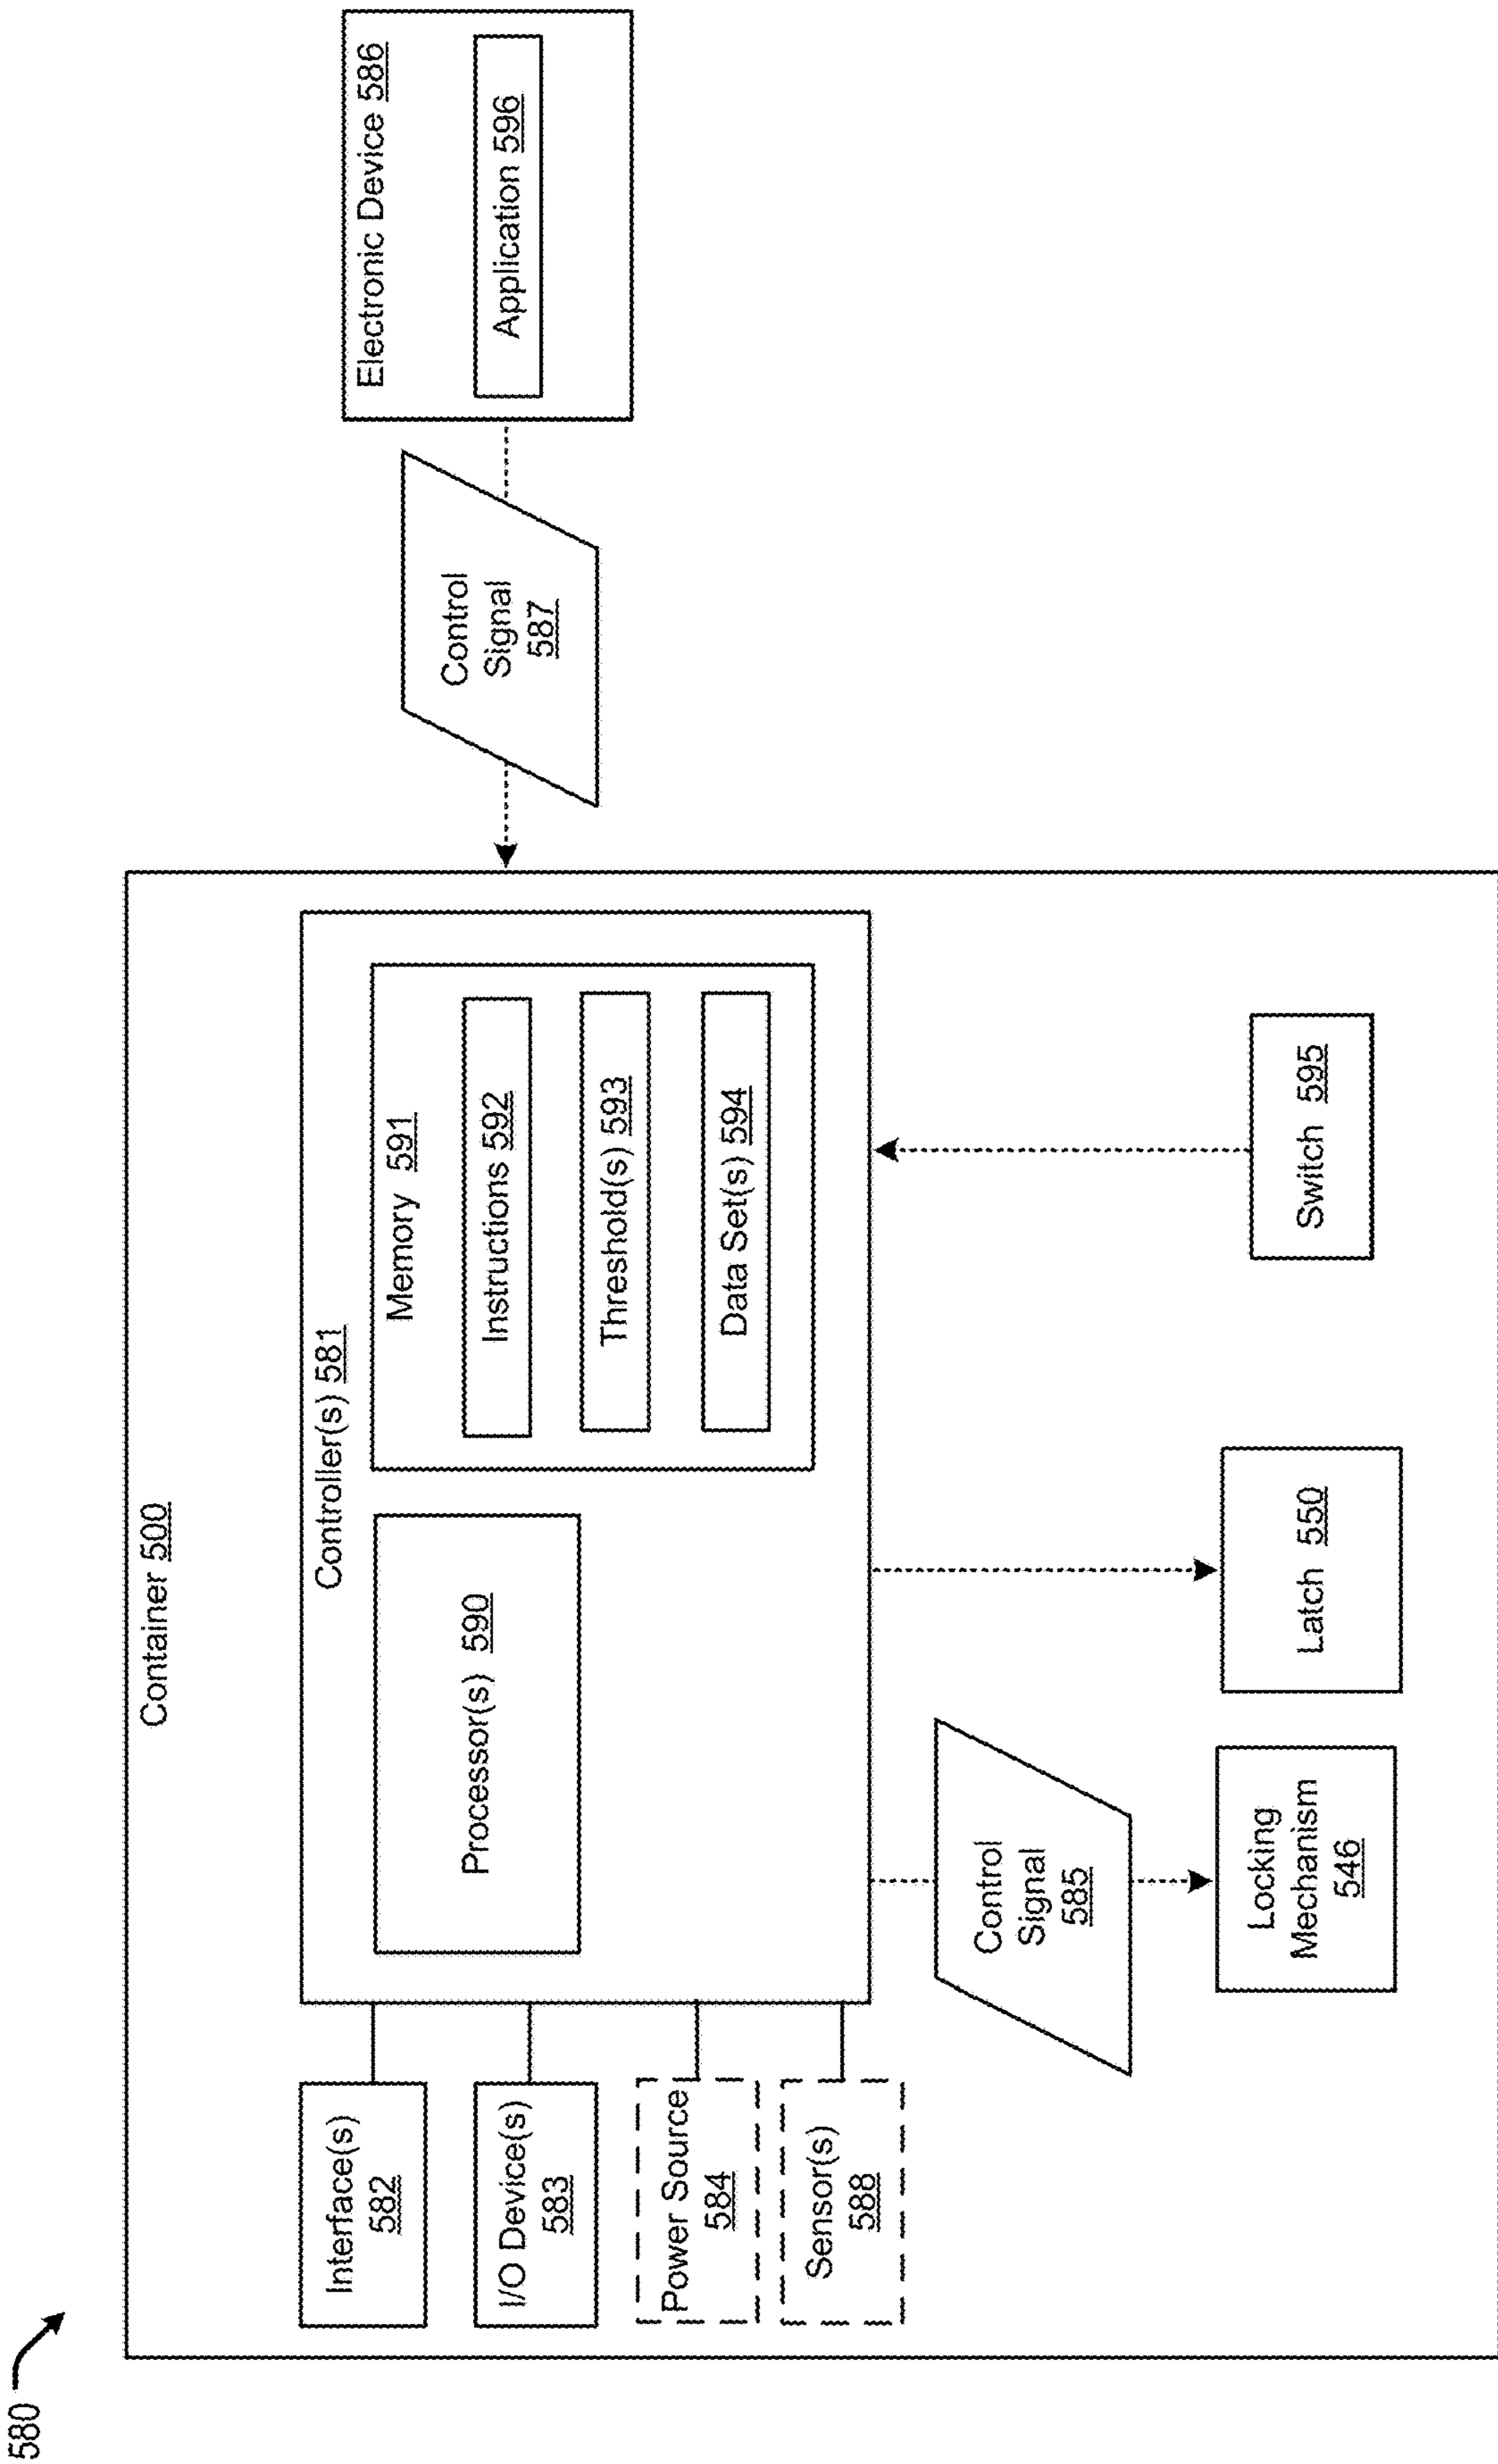 580
Container 500
Interface(s)
582
I/O Device(s)
583
Power Source
584
Sensor(s)
588
Controller(s) 581
Processor(s) 590
Memory 591
Instructions 592
Threshold(s) 593
Data Set(s) 594
Control
Signal
585
Locking
Mechanism
546
Latch 550
Switch 595
Control
Signal
587
Electronic Device 586
Application 596